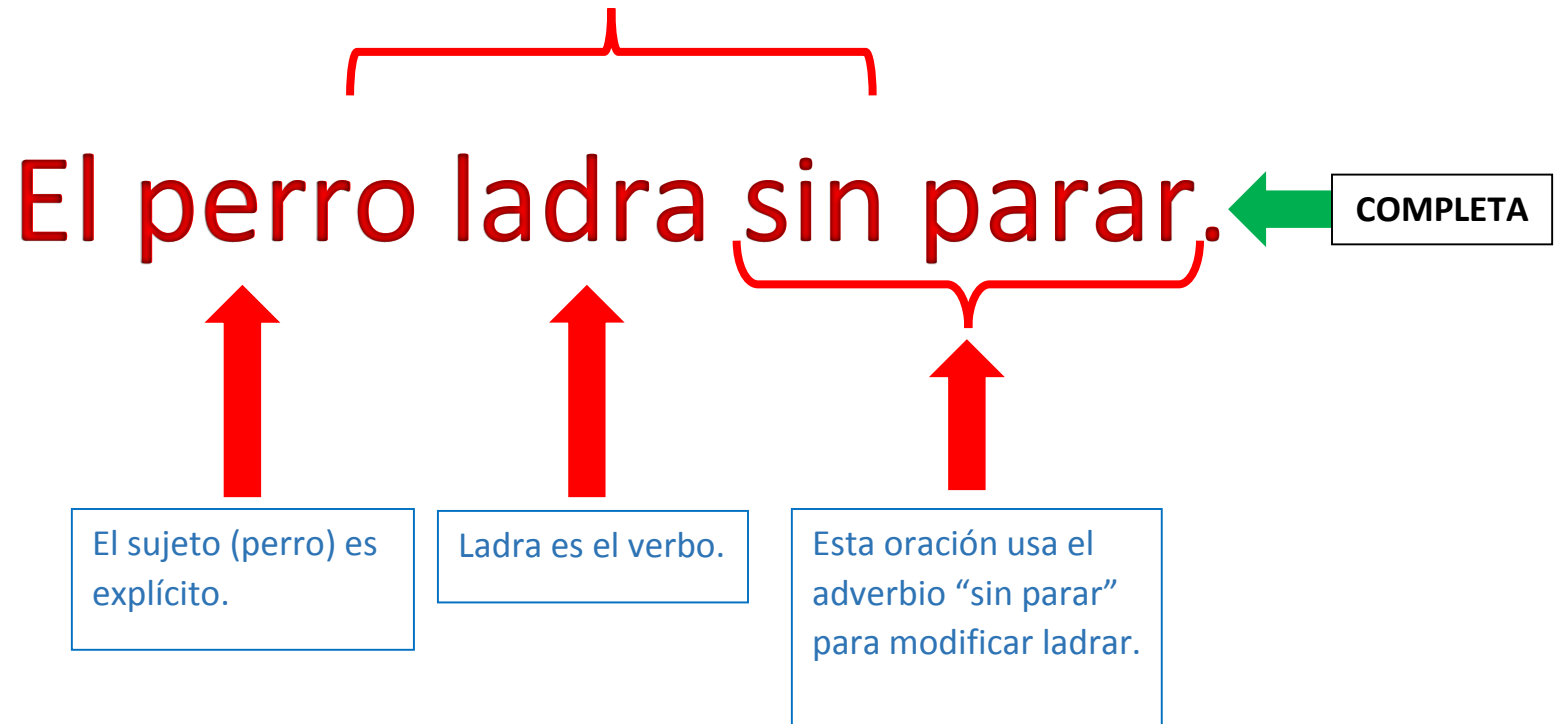 El perro ladra sin parar.
COMPLETA
El sujeto (perro) es
explícito.
Ladra es el verbo.
Esta oración usa el
adverbio “sin parar”
para modificar ladrar.